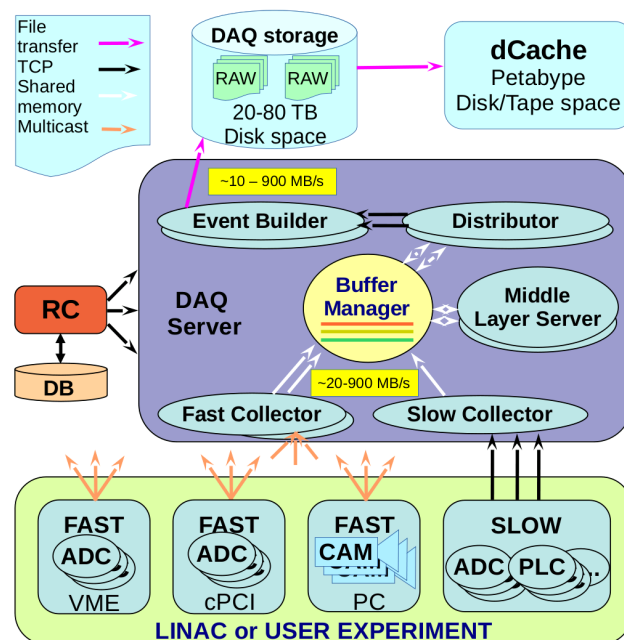 File
transfer
TCP
Shared
memory
Multicast
DAQ storage
RAW RAW
20-80 TB
Disk space
dCache
Petabype
Disk/Tape space
~10 – 900 MB/s
Event Builder
Distributor
Buffer
Manager
DAQ
Server
Middle
Layer Server
RC
DB
~20-900 MB/s
Fast Collector
Slow Collector
FAST
ADC
VME
FAST
ADC
cPCI
FAST
CAM
PC
SLOW
ADC PLC ..
LINAC or USER EXPERIMENT